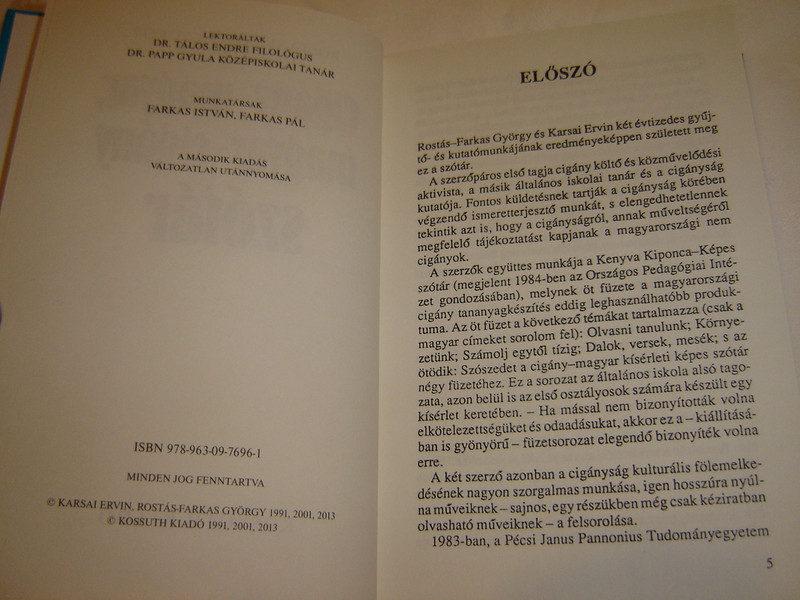 LEKTORÁLTÁK
DR. TÁLOS ENDRE FILOLÓGUS
DR. PAPP GYULA KÖZÉPISKOLAI TANÁR
MUNKATÁRSAK
FARKAS ISTVÁN, FARKAS PÁL
A MÁSODIK KIADÁS
VÁLTOZATLAN UTÁNNYOMÁSA
ISBN 978-963-09-7696-1
MINDEN JOG FENNTARTVA
© KARSAI ERVIN, ROSTÁS-FARKAS GYÖRGY 1991, 2001, 2013
© KOSSUTH KIADÓ 1991, 2001, 2013
ELŐSZÓ
Rostás–Farkas György és Karsai Ervin két évtizedes gyűj-
tő- és kutatómunkájának eredményeképpen született meg
ez a szótár.
A szerzőpáros első tagja cigány költő és közművelődési
aktivista, a másik általános iskolai tanár és a cigányság
kutatója. Fontos küldetésnek tartják a cigányság körében
végzendő ismeretterjesztő munkát, s elengedhetetlennek
tekintik azt is, hogy a cigányságról, annak műveltségéről
megfelelő tájékoztatást kapjanak a magyarországi nem
cigányok.
A szerzők együttes munkája a Kenyva Kiponca–Képes
szótár (megjelent 1984-ben az Országos Pedagógiai Inté-
zet gondozásában), melynek öt füzete a magyarországi
cigány tananyagkészítés eddig leghasználhatóbb produk-
tuma. Az öt füzet a következő témákat tartalmazza (csak a
magyar címeket sorolom fel): Olvasni tanulunk; Környe-
zetünk; Számolj egytől tízig; Dalok, versek, mesék; s az
ötödik: Szószedet a cigány–magyar kísérleti képes szótár
négy füzetéhez. Ez a sorozat az általános iskola alsó tago-
zata, azon belül is az első osztályosok számára készült egy
kísérlet keretében. – Ha mással nem bizonyították volna
elkötelezettségüket és odaadásukat, akkor ez a – kiállításá-
ban is gyönyörű – füzetsorozat elegendő bizonyíték volna
erre.
A két szerző azonban a cigányság kulturális fölemelke-
désének nagyon szorgalmas munkása, igen hosszúra nyúl-
na műveiknek – sajnos, egy részükben még csak kéziratban
olvasható műveiknek – a felsorolása.
1983-ban, a Pécsi Janus Pannonius Tudományegyetem
5